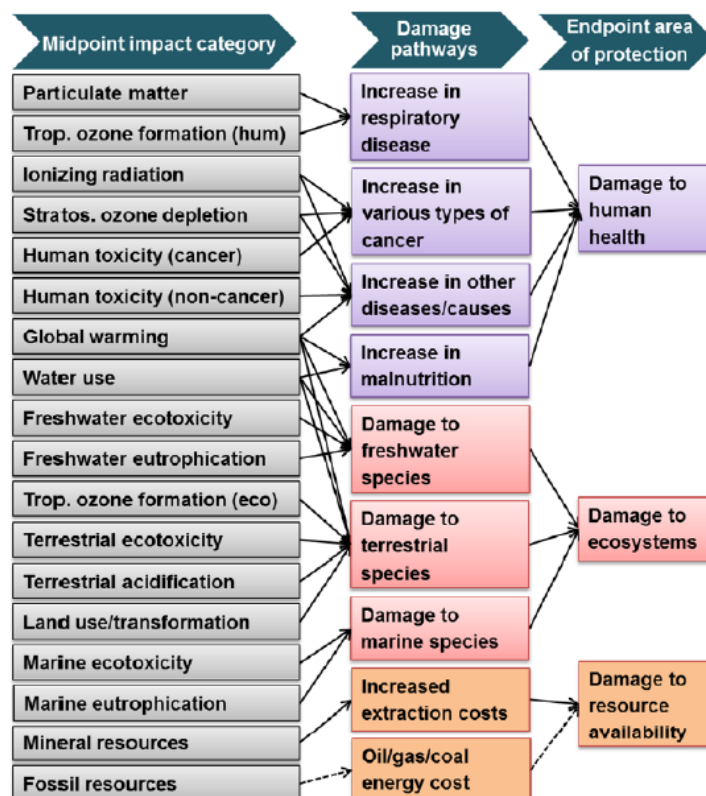 Midpoint impact category
Damage
pathways
Endpoint area
of protection
Particulate matter
Trop. ozone formation (hum)
Ionizing radiation
Stratos. ozone depletion
Human toxicity (cancer)
Human toxicity (non-cancer)
Global warming
Water use
Freshwater ecotoxicity
Freshwater eutrophication
Trop. ozone formation (eco)
Terrestrial ecotoxicity
Terrestrial acidification
Land use/transformation
Marine ecotoxicity
Marine eutrophication
Mineral resources
Fossil resources
Increase in
respiratory
disease
Increase in
various types of
cancer
Increase in other
diseases/causes
Increase in
malnutrition
Damage to
freshwater
species
Damage to
terrestrial
species
Damage to
marine species
Increased
extraction costs
Oil/gas/coal
energy cost
Damage to
human
health
Damage to
ecosystems
Damage to
resource
availability